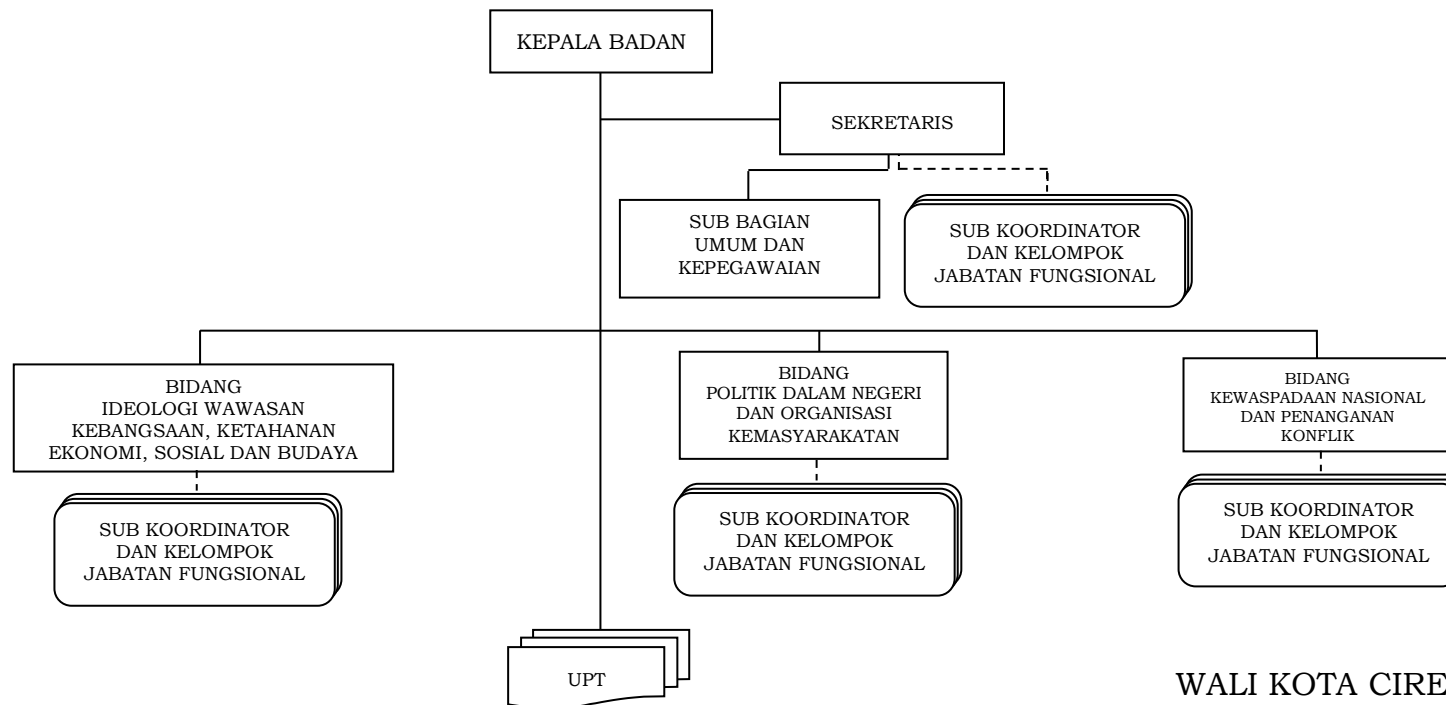 KEPALA BADAN
SEKRETARIS
SUB BAGIAN
UMUM DAN
KEPEGAWAIAN
SUB KOORDINATOR
DAN KELOMPOK
JABATAN FUNGSIONAL
BIDANG
IDEOLOGI WAWASAN
KEBANGSAAN, KETAHANAN
EKONOMI, SOSIAL DAN BUDAYA
BIDANG
POLITIK DALAM NEGERI
DAN ORGANISASI
KEMASYARAKATAN
BIDANG
KEWASPADAAN NASIONAL
DAN PENANGANAN
KONFLIK
SUB KOORDINATOR
DAN KELOMPOK
JABATAN FUNGSIONAL
SUB KOORDINATOR
DAN KELOMPOK
JABATAN FUNGSIONAL
SUB KOORDINATOR
DAN KELOMPOK
JABATAN FUNGSIONAL
UPT
WALI KOTA CIRE